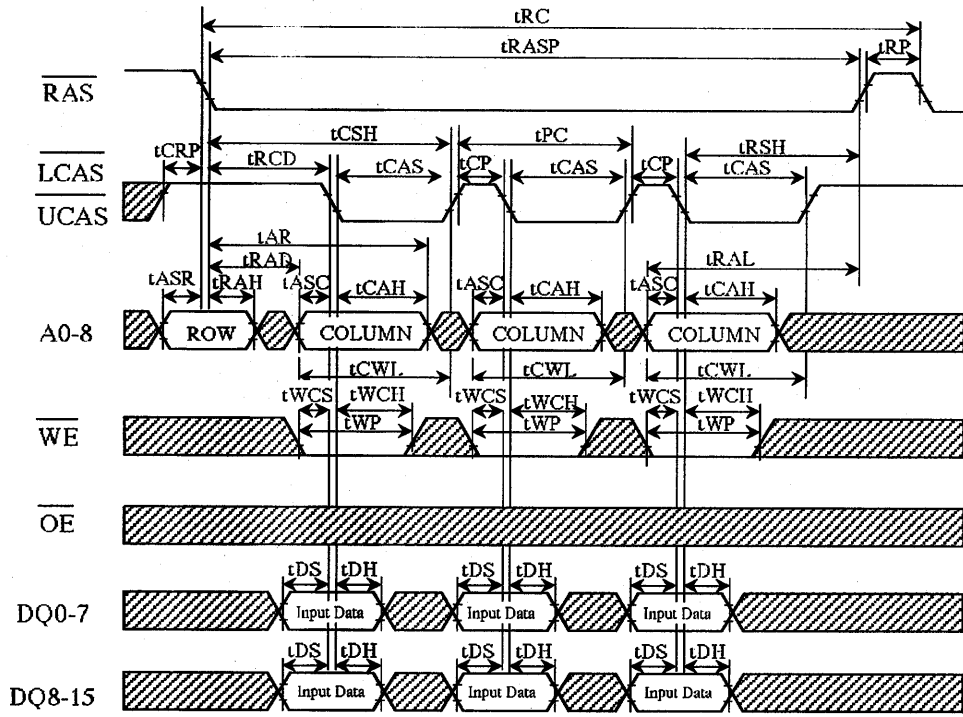 tRC
tRASP
tRP
RAS
tCSH
tPC
tCRP
tRCD
tRSH
LCAS
tCAS
tCP
tCAS
tCP
tCAS
UCAS
tAR
tRAD
tRAL
tASR
tRAH
tASC
tCAH
tASC
tCAH
tASC
tCAH
A0-8
ROW
COLUMN
COLUMN
COLUMN
tCWL
tCWL
tCWL
tWCS
tWCH
tWCS
tWCH
tWCS
tWCH
WE
tWP
tWP
tWP
OE
tDS
tDH
tDS
tDH
tDS
tDH
DQ0-7
Input Data
Input Data
Input Data
tDS
tDH
tDS
tDH
tDS
tDH
DQ8-15
Input Data
Input Data
Input Data